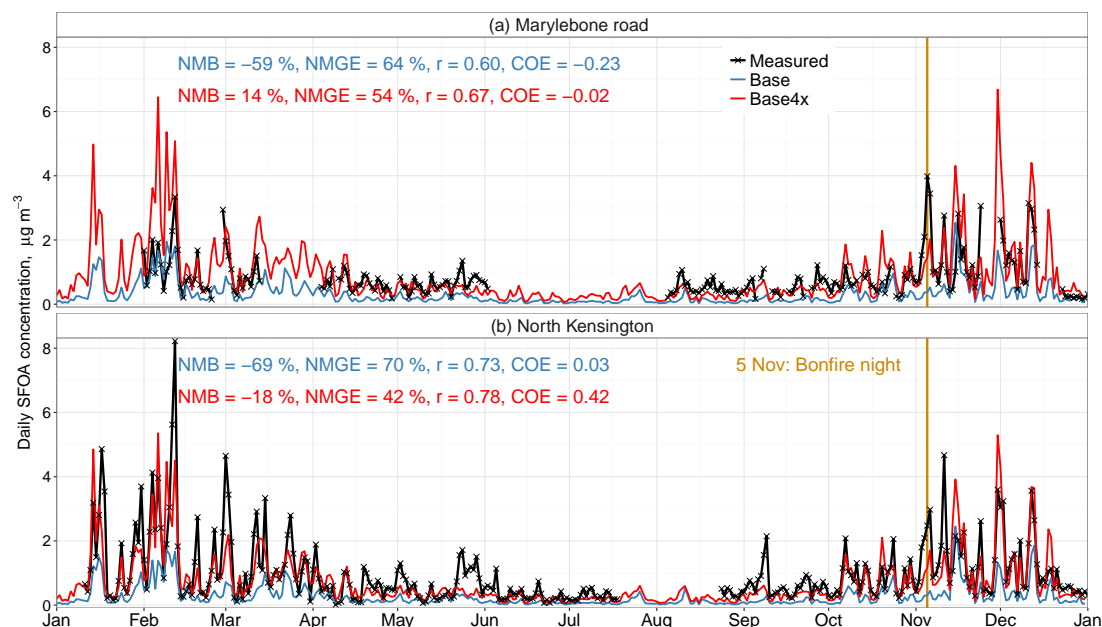 (a) Marylebone road
8
6
4
2
0
NMB = −59 %, NMGE = 64 %, r = 0.60, COE = −0.23
NMB = 14 %, NMGE = 54 %, r = 0.67, COE = −0.02
Measured
Base
Base4x
Daily SFOA concentration, μg m−3
(b) North Kensington
8
6
4
2
0
NMB = −69 %, NMGE = 70 %, r = 0.73, COE = 0.03
NMB = −18 %, NMGE = 42 %, r = 0.78, COE = 0.42
5 Nov: Bonfire night
Jan Feb Mar Apr May Jun Jul Aug Sep Oct Nov Dec Jan